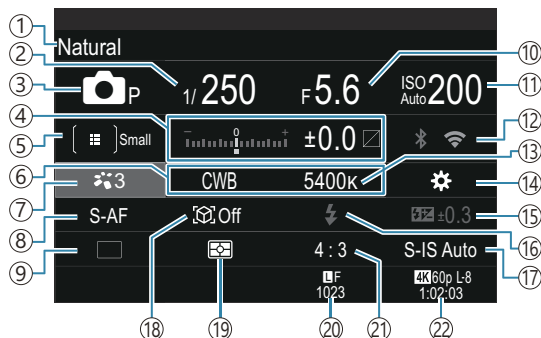 ① Natural
② 1/250 F5.6 ⑩
③ P ISO Auto 200 ⑪
④ − 0 + ±0.0 ⑫
⑤ Small ⑬
⑥ CWB 5400K
⑦ 3 ⑭
⑧ S-AF Off ±0.3 ⑮
⑨ 4 : 3 S-IS Auto ⑯
⑰
LF 4K 60p L-8
1023 1:02:03
⑱ ⑲ ⑳ ㉑ ㉒